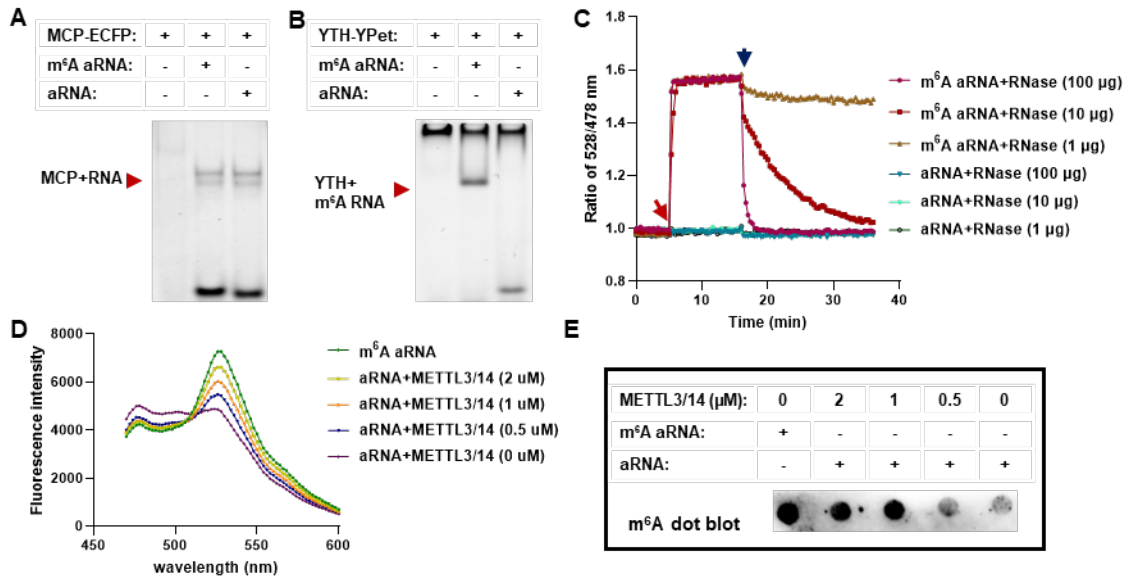 A
MCP-ECFP: + + +
m⁶A aRNA: - + -
aRNA: - - +
MCP+RNA
B
YTH-YPet: + + +
m⁶A aRNA: - + -
aRNA: - - +
YTH+
m⁶A RNA
C
Ratio of 528/478 nm
1.8
1.6
1.4
1.2
1.0
0.8
0 10 20 30 40
Time (min)
m⁶A aRNA+RNase (100 µg)
m⁶A aRNA+RNase (10 µg)
m⁶A aRNA+RNase (1 µg)
aRNA+RNase (100 µg)
aRNA+RNase (10 µg)
aRNA+RNase (1 µg)
D
Fluorescence intensity
8000
6000
4000
2000
0
450 500 550 600
wavelength (nm)
m⁶A aRNA
aRNA+METTL3/14 (2 uM)
aRNA+METTL3/14 (1 uM)
aRNA+METTL3/14 (0.5 uM)
aRNA+METTL3/14 (0 uM)
E
METTL3/14 (µM): 0 2 1 0.5 0
m⁶A aRNA: + - - - -
aRNA: - + + + +
m⁶A dot blot